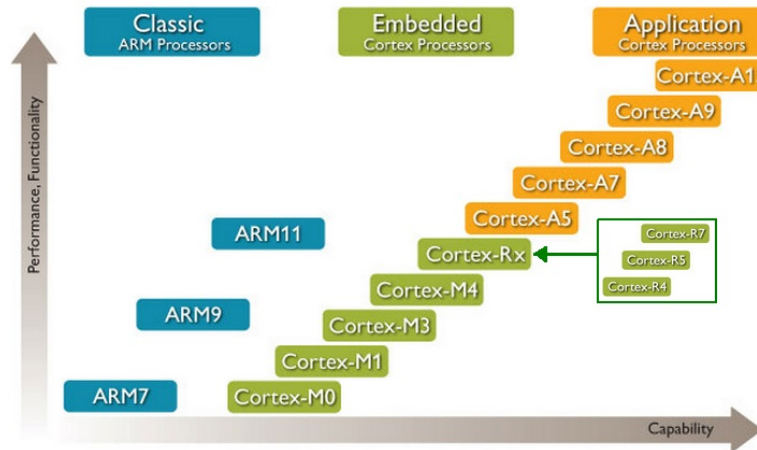 Classic
ARM Processors
Embedded
Cortex Processors
Application
Cortex Processors
Cortex-A1
Cortex-A9
Cortex-A8
Cortex-A7
Cortex-A5
Cortex-Rx
Cortex-R7
Cortex-R5
Cortex-R4
Cortex-M4
Cortex-M3
Cortex-M1
Cortex-M0
ARM11
ARM9
ARM7
Performance, Functionality
Capability